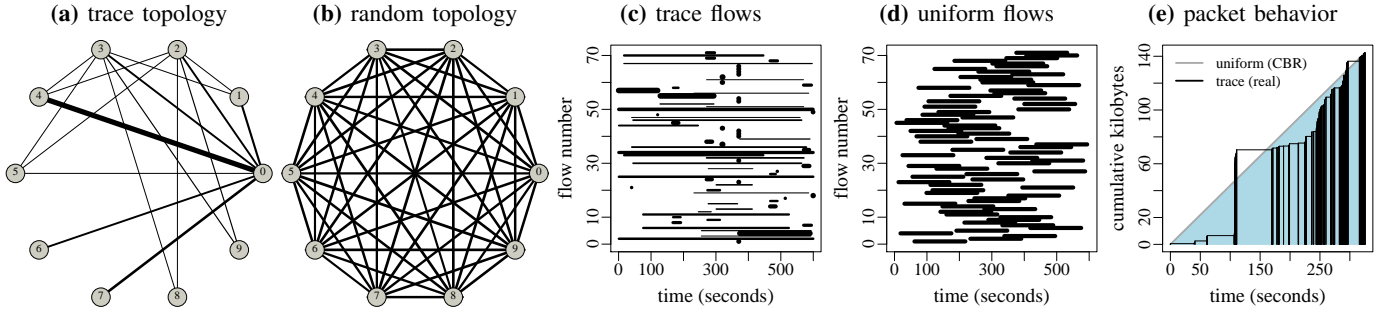 (a) trace topology
(b) random topology
(c) trace flows
(d) uniform flows
(e) packet behavior
3
2
4
1
5
0
6
9
7
8
3
2
4
1
5
0
6
9
7
8
flow number
70
50
30
10
0
0 100 300 500
time (seconds)
flow number
70
50
30
10
0
100 300 500
time (seconds)
cumulative kilobytes
140
100
60
20
0
uniform (CBR)
trace (real)
0 50 150 250
time (seconds)